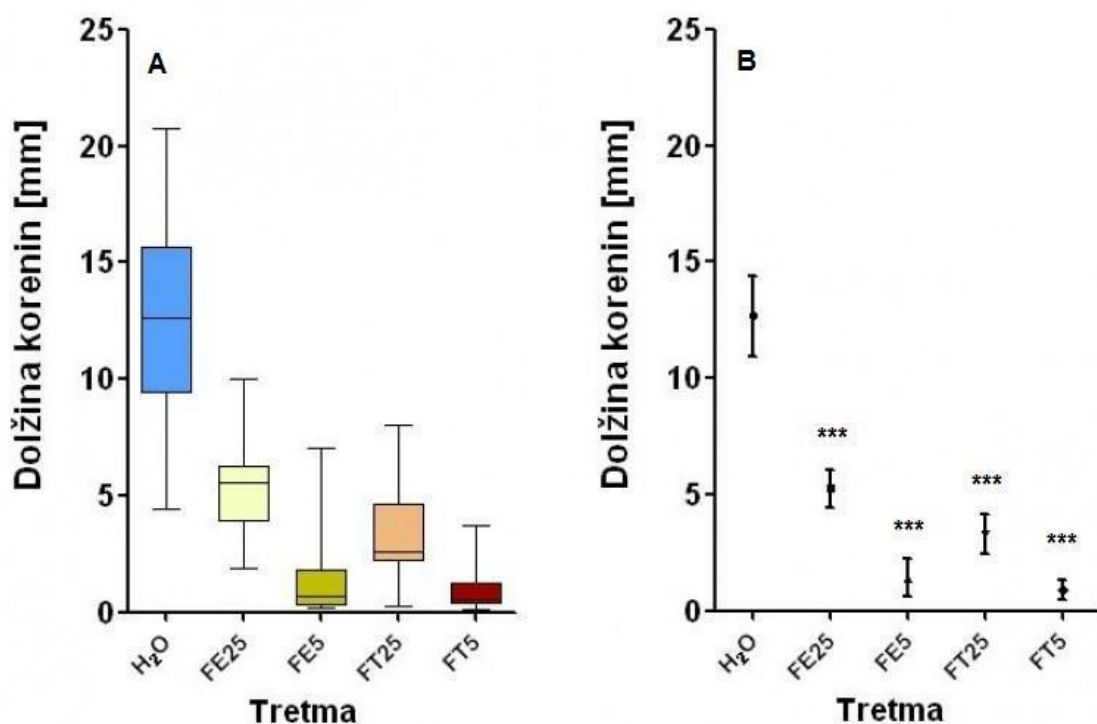 A
Dolžina korenin [mm]
25
20
15
10
5
0
H₂O
FE25
FE5
FT25
FT5
Tretma
B
Dolžina korenin [mm]
25
20
15
10
5
0
***
***
***
***
H₂O
FE25
FE5
FT25
FT5
Tretma